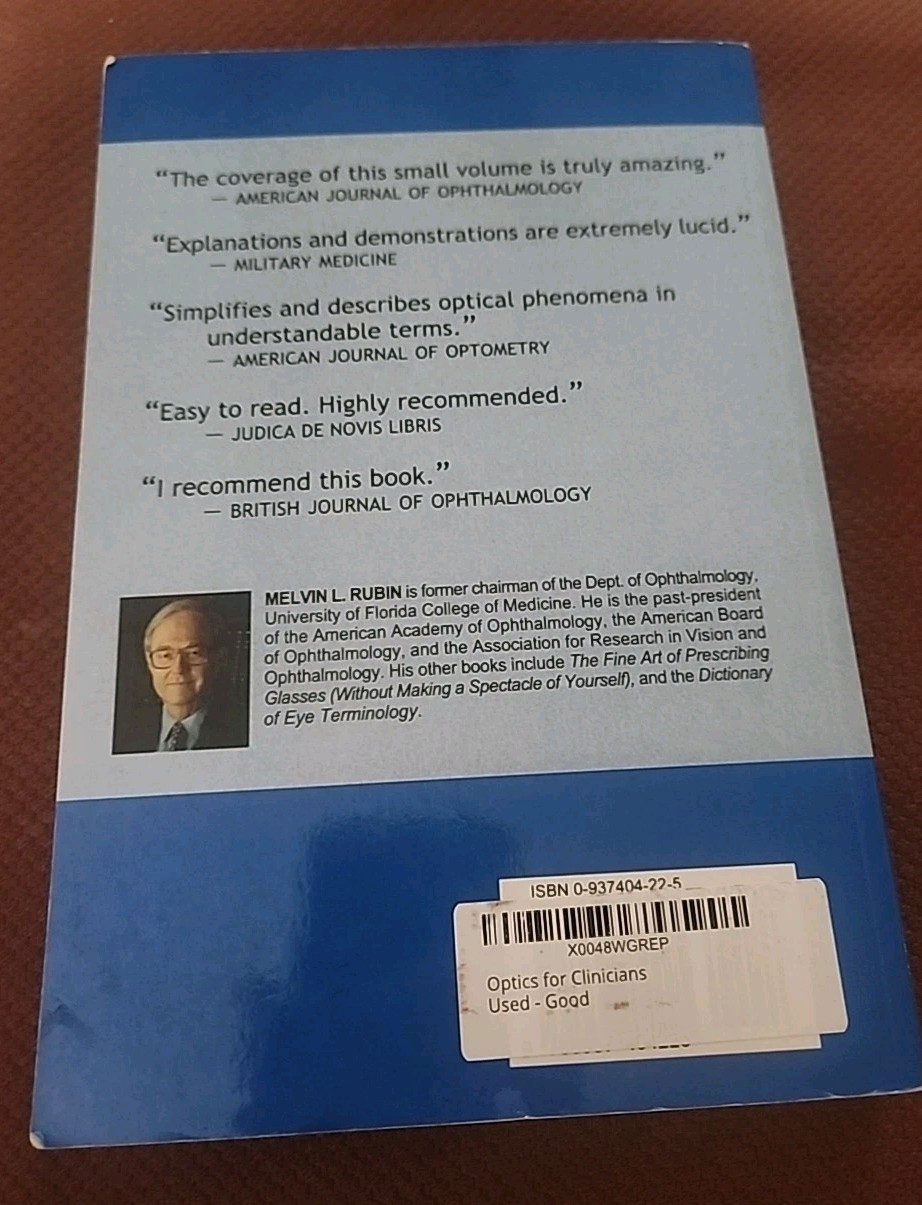 “The coverage of this small volume is truly amazing.”
— AMERICAN JOURNAL OF OPHTHALMOLOGY
“Explanations and demonstrations are extremely lucid.”
— MILITARY MEDICINE
“Simplifies and describes optical phenomena in
understandable terms.”
— AMERICAN JOURNAL OF OPTOMETRY
“Easy to read. Highly recommended.”
— JUDICA DE NOVIS LIBRIS
“I recommend this book.”
— BRITISH JOURNAL OF OPHTHALMOLOGY
MELVIN L. RUBIN is former chairman of the Dept. of Ophthalmology,
University of Florida College of Medicine. He is the past-president
of the American Academy of Ophthalmology, the American Board
of Ophthalmology, and the Association for Research in Vision and
Ophthalmology. His other books include The Fine Art of Prescribing
Glasses (Without Making a Spectacle of Yourself), and the Dictionary
of Eye Terminology.
ISBN 0-937404-22-5
X0048WGREP
Optics for Clinicians
Used - Good